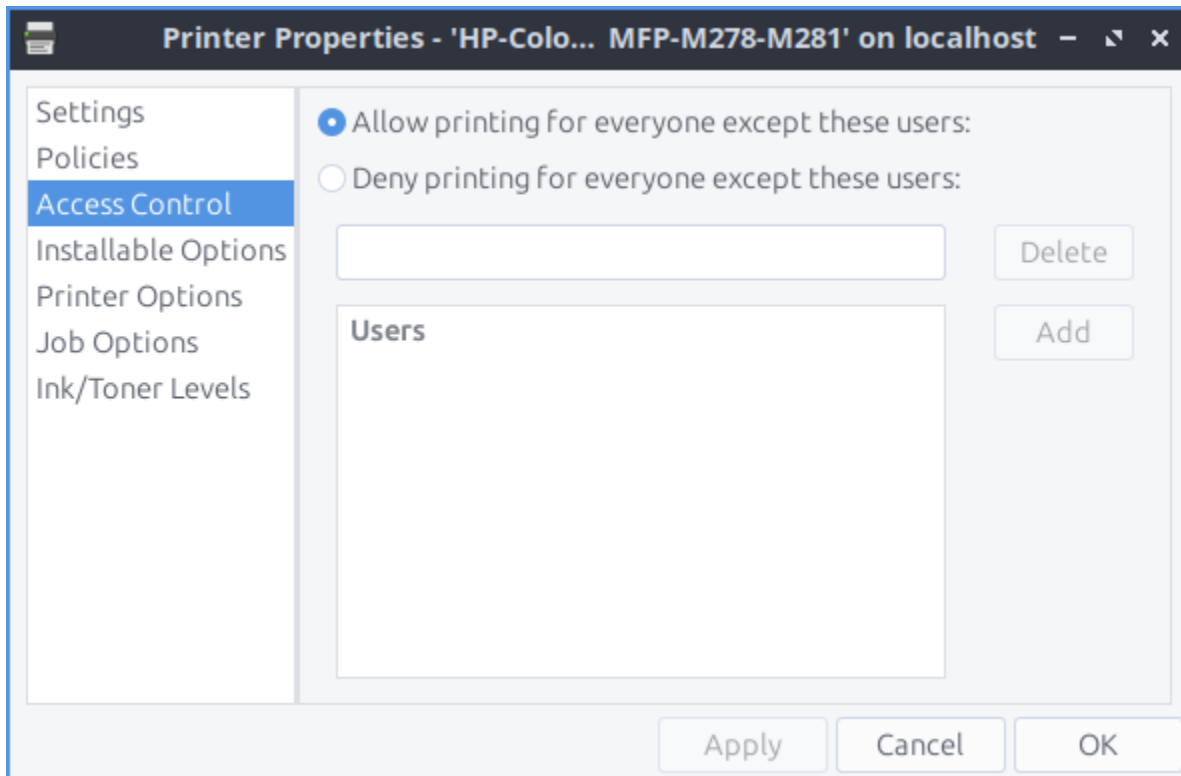 Printer Properties - 'HP-Colo... MFP-M278-M281' on localhost
Settings
Policies
Access Control
Installable Options
Printer Options
Job Options
Ink/Toner Levels
Allow printing for everyone except these users:
Deny printing for everyone except these users:
Delete
Users
Add
Apply
Cancel
OK